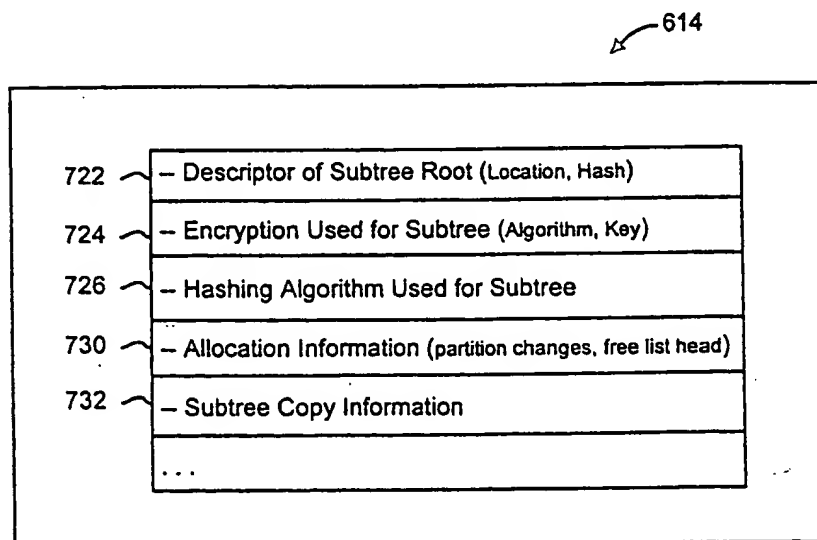 614
722 – Descriptor of Subtree Root (Location, Hash)
724 – Encryption Used for Subtree (Algorithm, Key)
726 – Hashing Algorithm Used for Subtree
730 – Allocation Information (partition changes, free list head)
732 – Subtree Copy Information
. . .